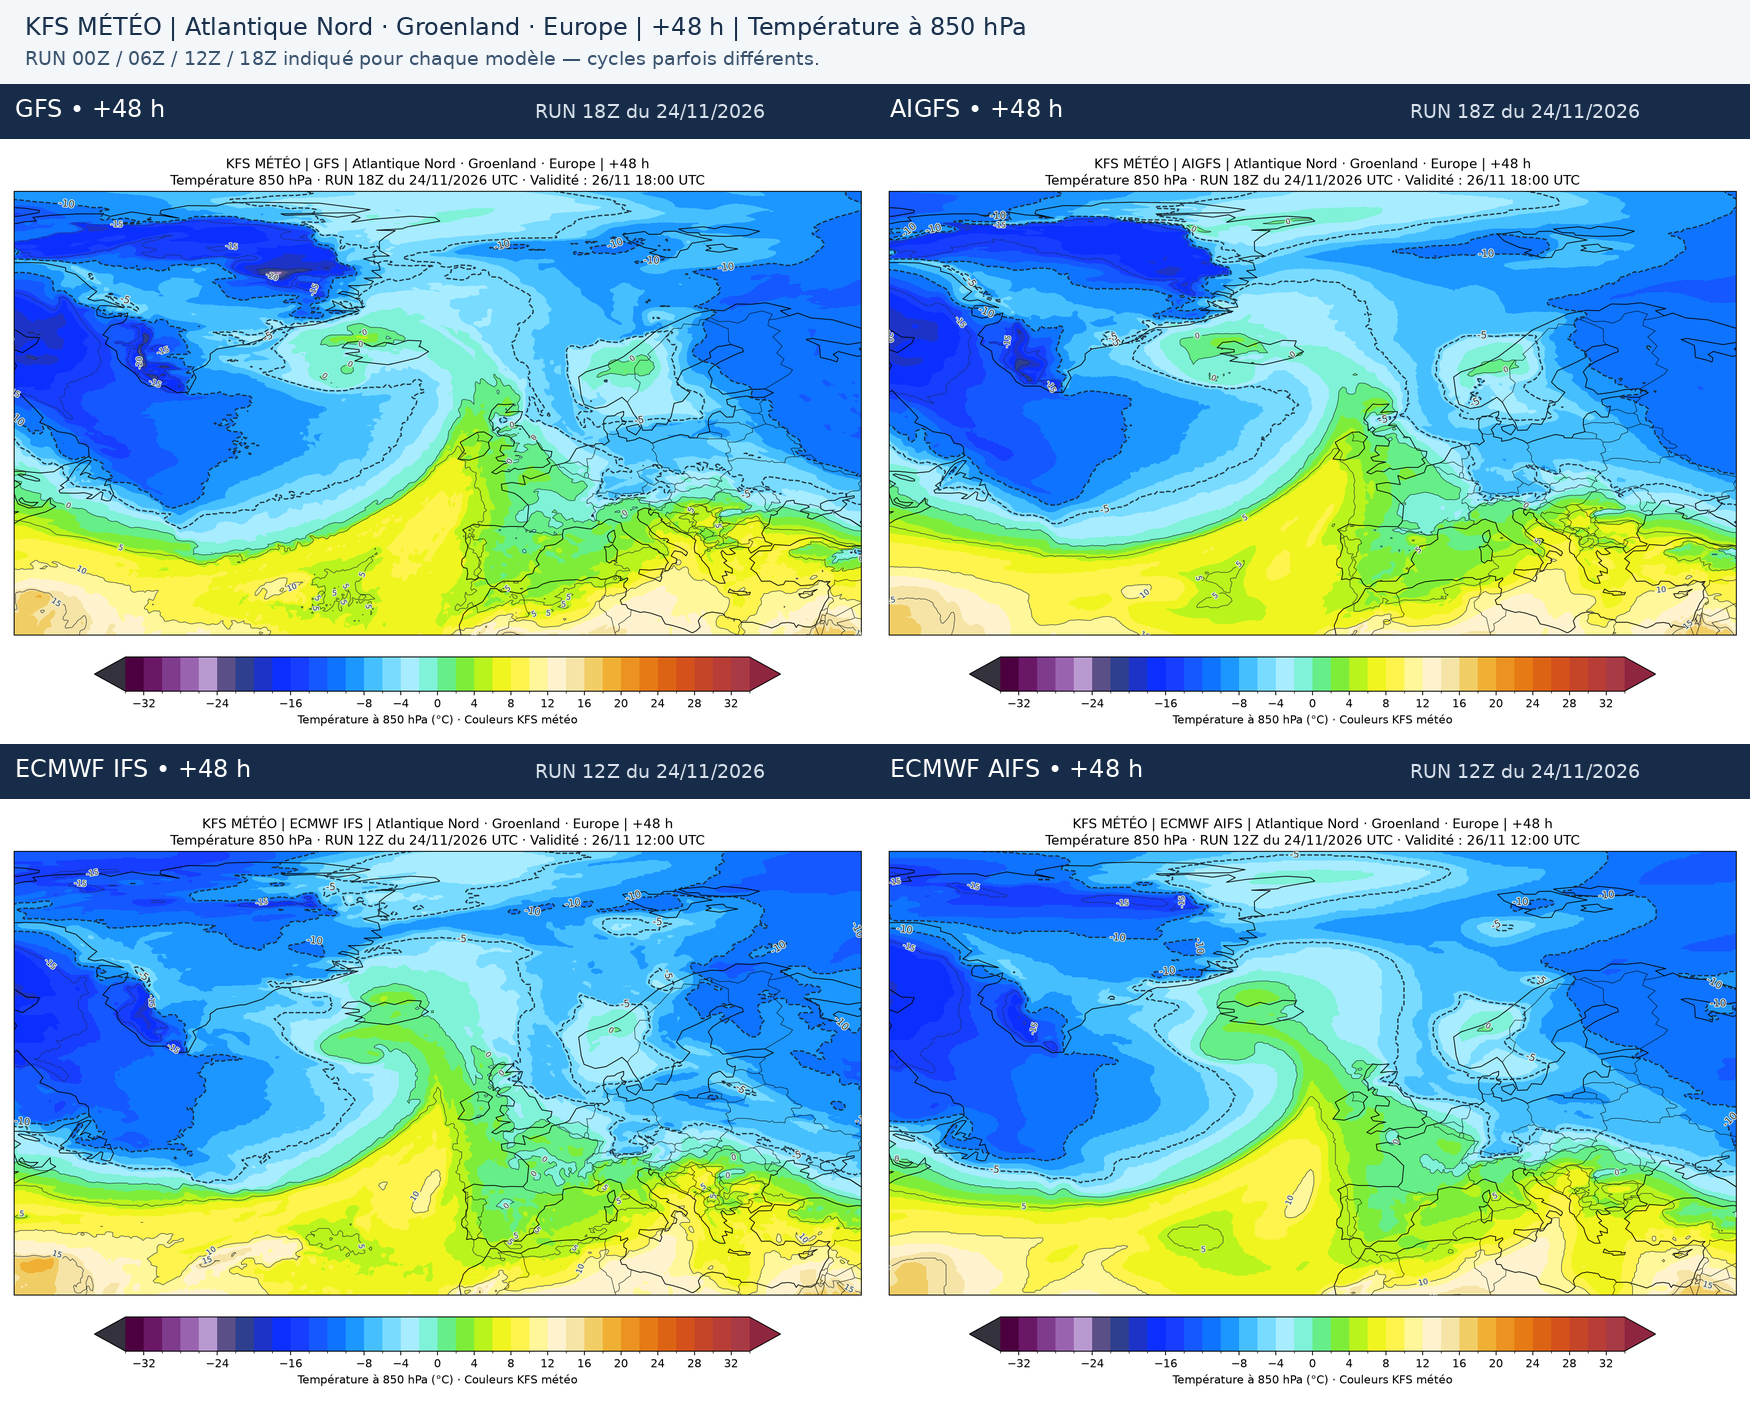 KFS MÉTÉO | Atlantique Nord · Groenland · Europe | +48 h | Température à 850 hPa
RUN 00Z / 06Z / 12Z / 18Z indiqué pour chaque modèle — cycles parfois différents.
GFS • +48 h
RUN 18Z du 24/11/2026
AIGFS • +48 h
RUN 18Z du 24/11/2026
KFS MÉTÉO | GFS | Atlantique Nord · Groenland · Europe | +48 h
Température 850 hPa · RUN 18Z du 24/11/2026 UTC · Validité : 26/11 18:00 UTC
KFS MÉTÉO | AIGFS | Atlantique Nord · Groenland · Europe | +48 h
Température 850 hPa · RUN 18Z du 24/11/2026 UTC · Validité : 26/11 18:00 UTC
−32 −24 −16 −8 −4 0 4 8 12 16 20 24 28 32
Température à 850 hPa (°C) · Couleurs KFS météo
−32 −24 −16 −8 −4 0 4 8 12 16 20 24 28 32
Température à 850 hPa (°C) · Couleurs KFS météo
ECMWF IFS • +48 h
RUN 12Z du 24/11/2026
ECMWF AIFS • +48 h
RUN 12Z du 24/11/2026
KFS MÉTÉO | ECMWF IFS | Atlantique Nord · Groenland · Europe | +48 h
Température 850 hPa · RUN 12Z du 24/11/2026 UTC · Validité : 26/11 12:00 UTC
KFS MÉTÉO | ECMWF AIFS | Atlantique Nord · Groenland · Europe | +48 h
Température 850 hPa · RUN 12Z du 24/11/2026 UTC · Validité : 26/11 12:00 UTC
−32 −24 −16 −8 −4 0 4 8 12 16 20 24 28 32
Température à 850 hPa (°C) · Couleurs KFS météo
−32 −24 −16 −8 −4 0 4 8 12 16 20 24 28 32
Température à 850 hPa (°C) · Couleurs KFS météo